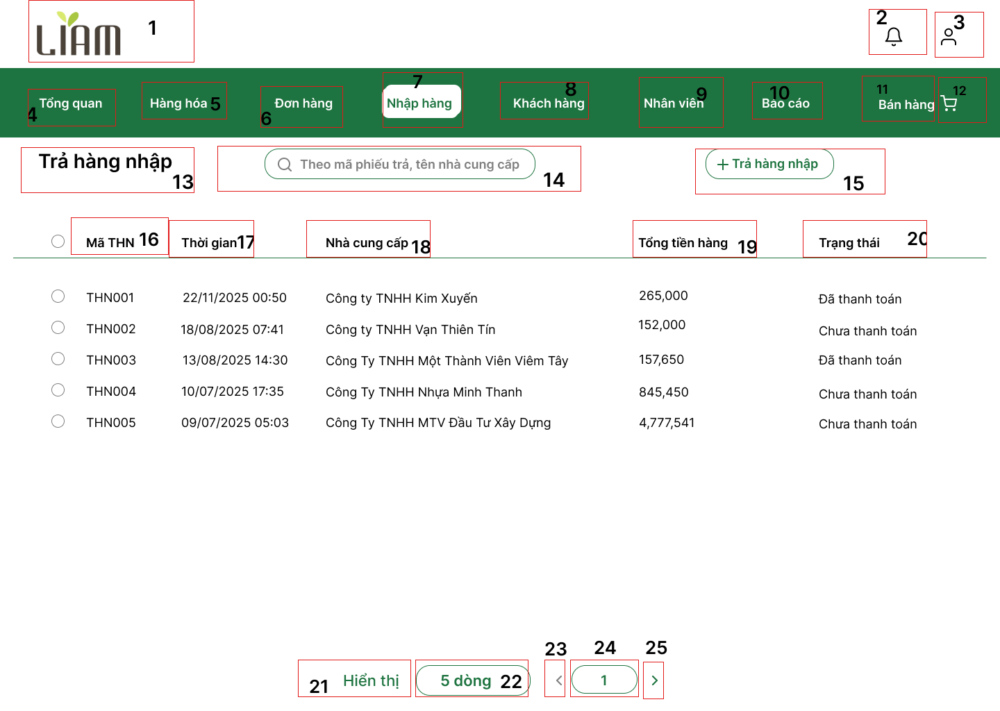 LIAM 1 2 3
4 Tổng quan Hàng hóa 5 6 Đơn hàng 7 Nhập hàng 8 Khách hàng 9 Nhân viên 10 Báo cáo 11 Bán hàng 12
Trả hàng nhập 13 Theo mã phiếu trả, tên nhà cung cấp 14 Trả hàng nhập 15
Mã THN 16 Thời gian 17 Nhà cung cấp 18 Tổng tiền hàng 19 Trạng thái 20
THN001 22/11/2025 00:50 Công ty TNHH Kim Xuyến 265,000 Đã thanh toán
THN002 18/08/2025 07:41 Công ty TNHH Vạn Thiên Tín 152,000 Chưa thanh toán
THN003 13/08/2025 14:30 Công Ty TNHH Một Thành Viên Viêm Tây 157,650 Đã thanh toán
THN004 10/07/2025 17:35 Công Ty TNHH Nhựa Minh Thanh 845,450 Chưa thanh toán
THN005 09/07/2025 05:03 Công Ty TNHH MTV Đầu Tư Xây Dựng 4,777,541 Chưa thanh toán
23 24 25
21 Hiển thị 5 dòng 22 1